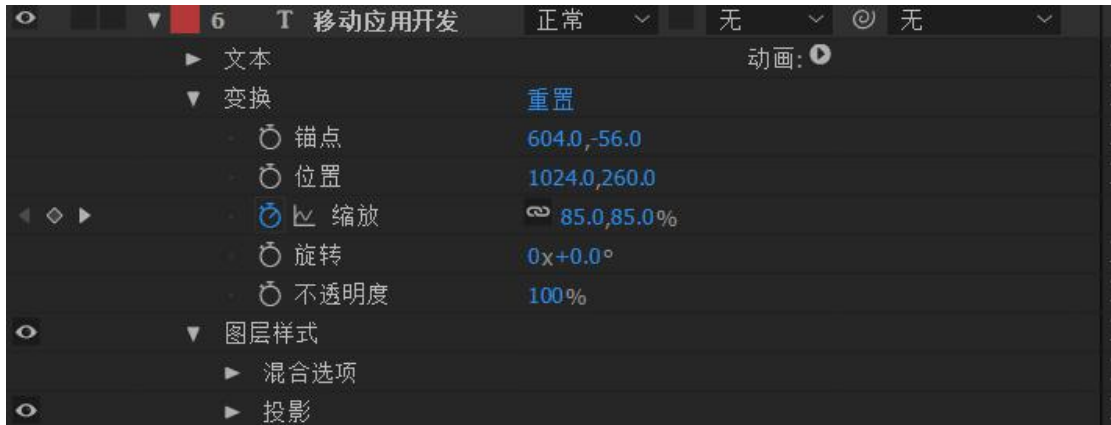 6 T 移动应用开发 正常 无 无
文本 动画:
变换 重置
锚点 604.0,-56.0
位置 1024.0,260.0
缩放 85.0,85.0%
旋转 0x+0.0°
不透明度 100%
图层样式
混合选项
投影